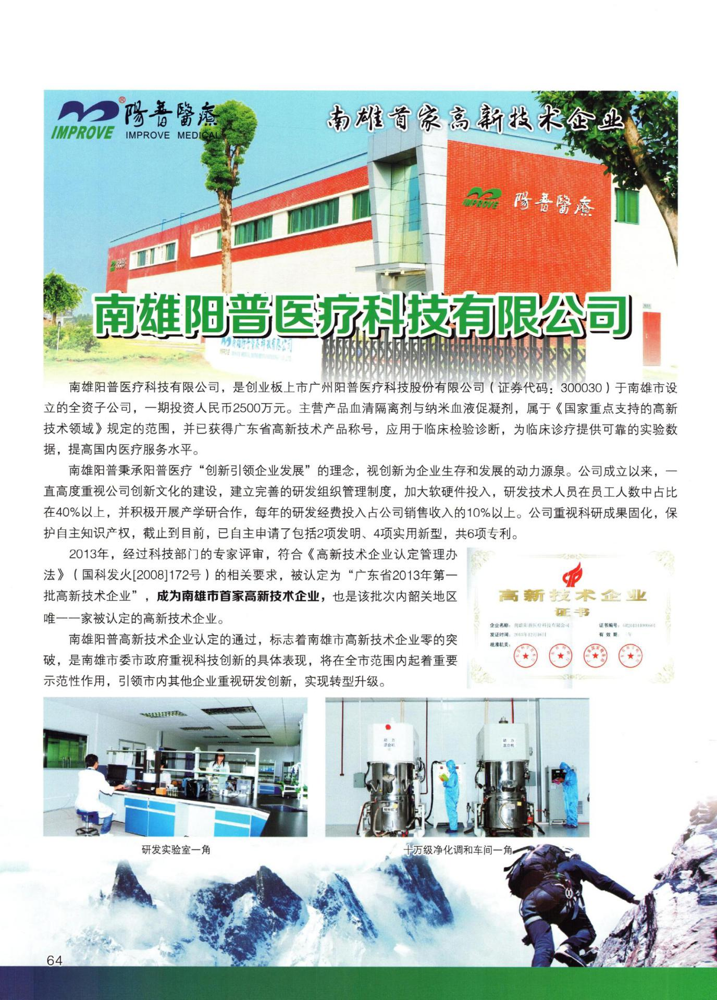 IMPROVE
®
陽普醫療
IMPROVE MEDICAL
南雄首家高新技术企业
IMPROVE
陽普醫療
南雄阳普医疗科技有限公司
南雄阳普医疗科技有限公司，是创业板上市广州阳普医疗科技股份有限公司（证券代码：300030）于南雄市设
立的全资子公司，一期投资人民币2500万元。主营产品血清隔离剂与纳米血液促凝剂，属于《国家重点支持的高新
技术领域》规定的范围，并已获得广东省高新技术产品称号，应用于临床检验诊断，为临床诊疗提供可靠的实验数
据，提高国内医疗服务水平。
南雄阳普秉承阳普医疗“创新引领企业发展”的理念，视创新为企业生存和发展的动力源泉。公司成立以来，一
直高度重视公司创新文化的建设，建立完善的研发组织管理制度，加大软硬件投入，研发技术人员在员工人数中占比
在40%以上，并积极开展产学研合作，每年的研发经费投入占公司销售收入的10%以上。公司重视科研成果固化，保
护自主知识产权，截止到目前，已自主申请了包括2项发明、4项实用新型，共6项专利。
2013年，经过科技部门的专家评审，符合《高新技术企业认定管理办
法》（国科发火[2008]172号）的相关要求，被认定为“广东省2013年第一
批高新技术企业”，成为南雄市首家高新技术企业，也是该批次内韶关地区
唯一一家被认定的高新技术企业。
南雄阳普高新技术企业认定的通过，标志着南雄市高新技术企业零的突
破，是南雄市委市政府重视科技创新的具体表现，将在全市范围内起着重要
示范性作用，引领市内其他企业重视研发创新，实现转型升级。
高新技术企业
证书
企业名称：南雄阳普医疗科技有限公司
证书编号：
发证时间：2013年12月16日
有效期：三年
批准机关：
动力
混合机
动力
混合机
研发实验室一角
十万级净化调和车间一角
64